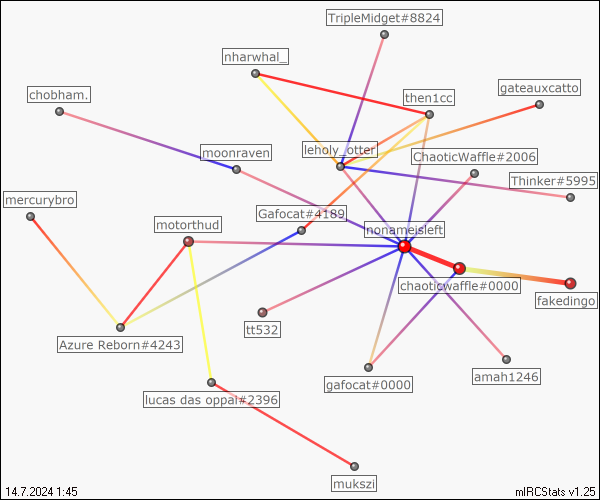 TripleMidget#8824
nharwhal_
gateauxcatto
chobham.
then1cc
leholy_otter
moonraven
ChaoticWaffle#2006
Thinker#5995
mercurybro
Gafocat#4189
motorthud
nonameisleft
chaoticwaffle#0000
fakedingo
tt532
Azure Reborn#4243
gafocat#0000
amah1246
lucas das oppai#2396
mukszi
14.7.2024 1:45
mIRCStats v1.25